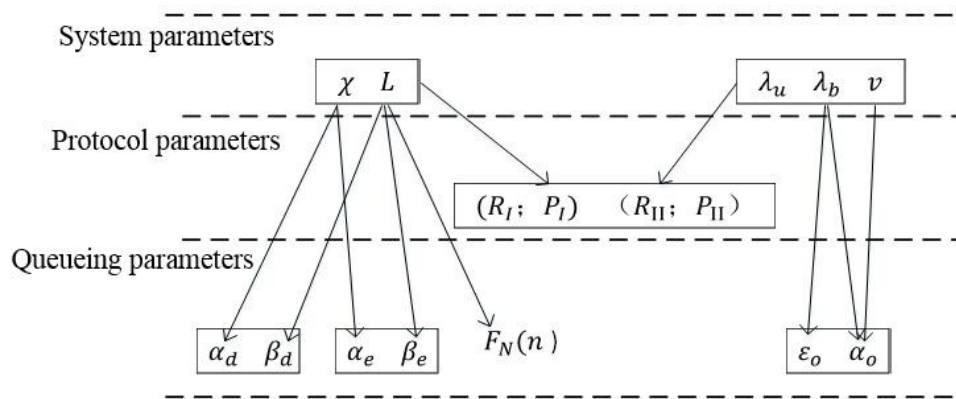 System parameters
χ L
λ_u λ_b v
Protocol parameters
(R_I; P_I) (R_II; P_II)
Queueing parameters
α_d β_d
α_e β_e
F_N(n)
ε_o α_o